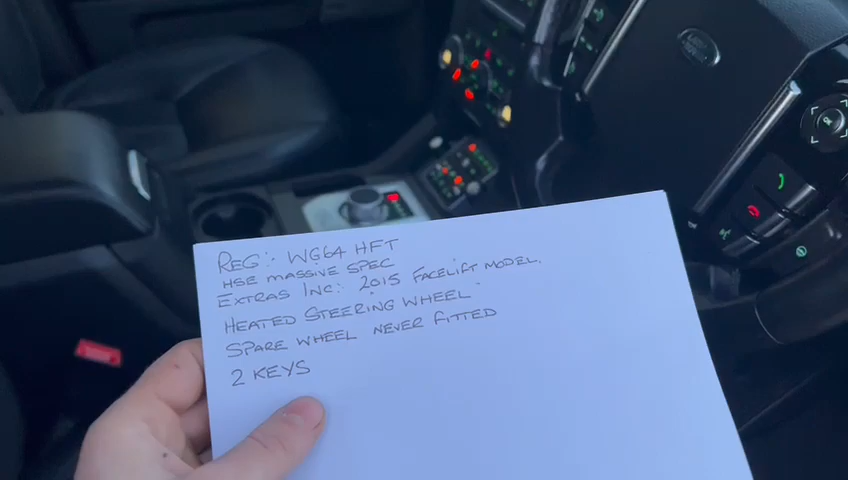 REG:- WG64 HFT
HSE MASSIVE SPEC
EXTRAS INC:- 2015 FACELIFT MODEL.
HEATED STEERING WHEEL
SPARE WHEEL NEVER FITTED
2 KEYS